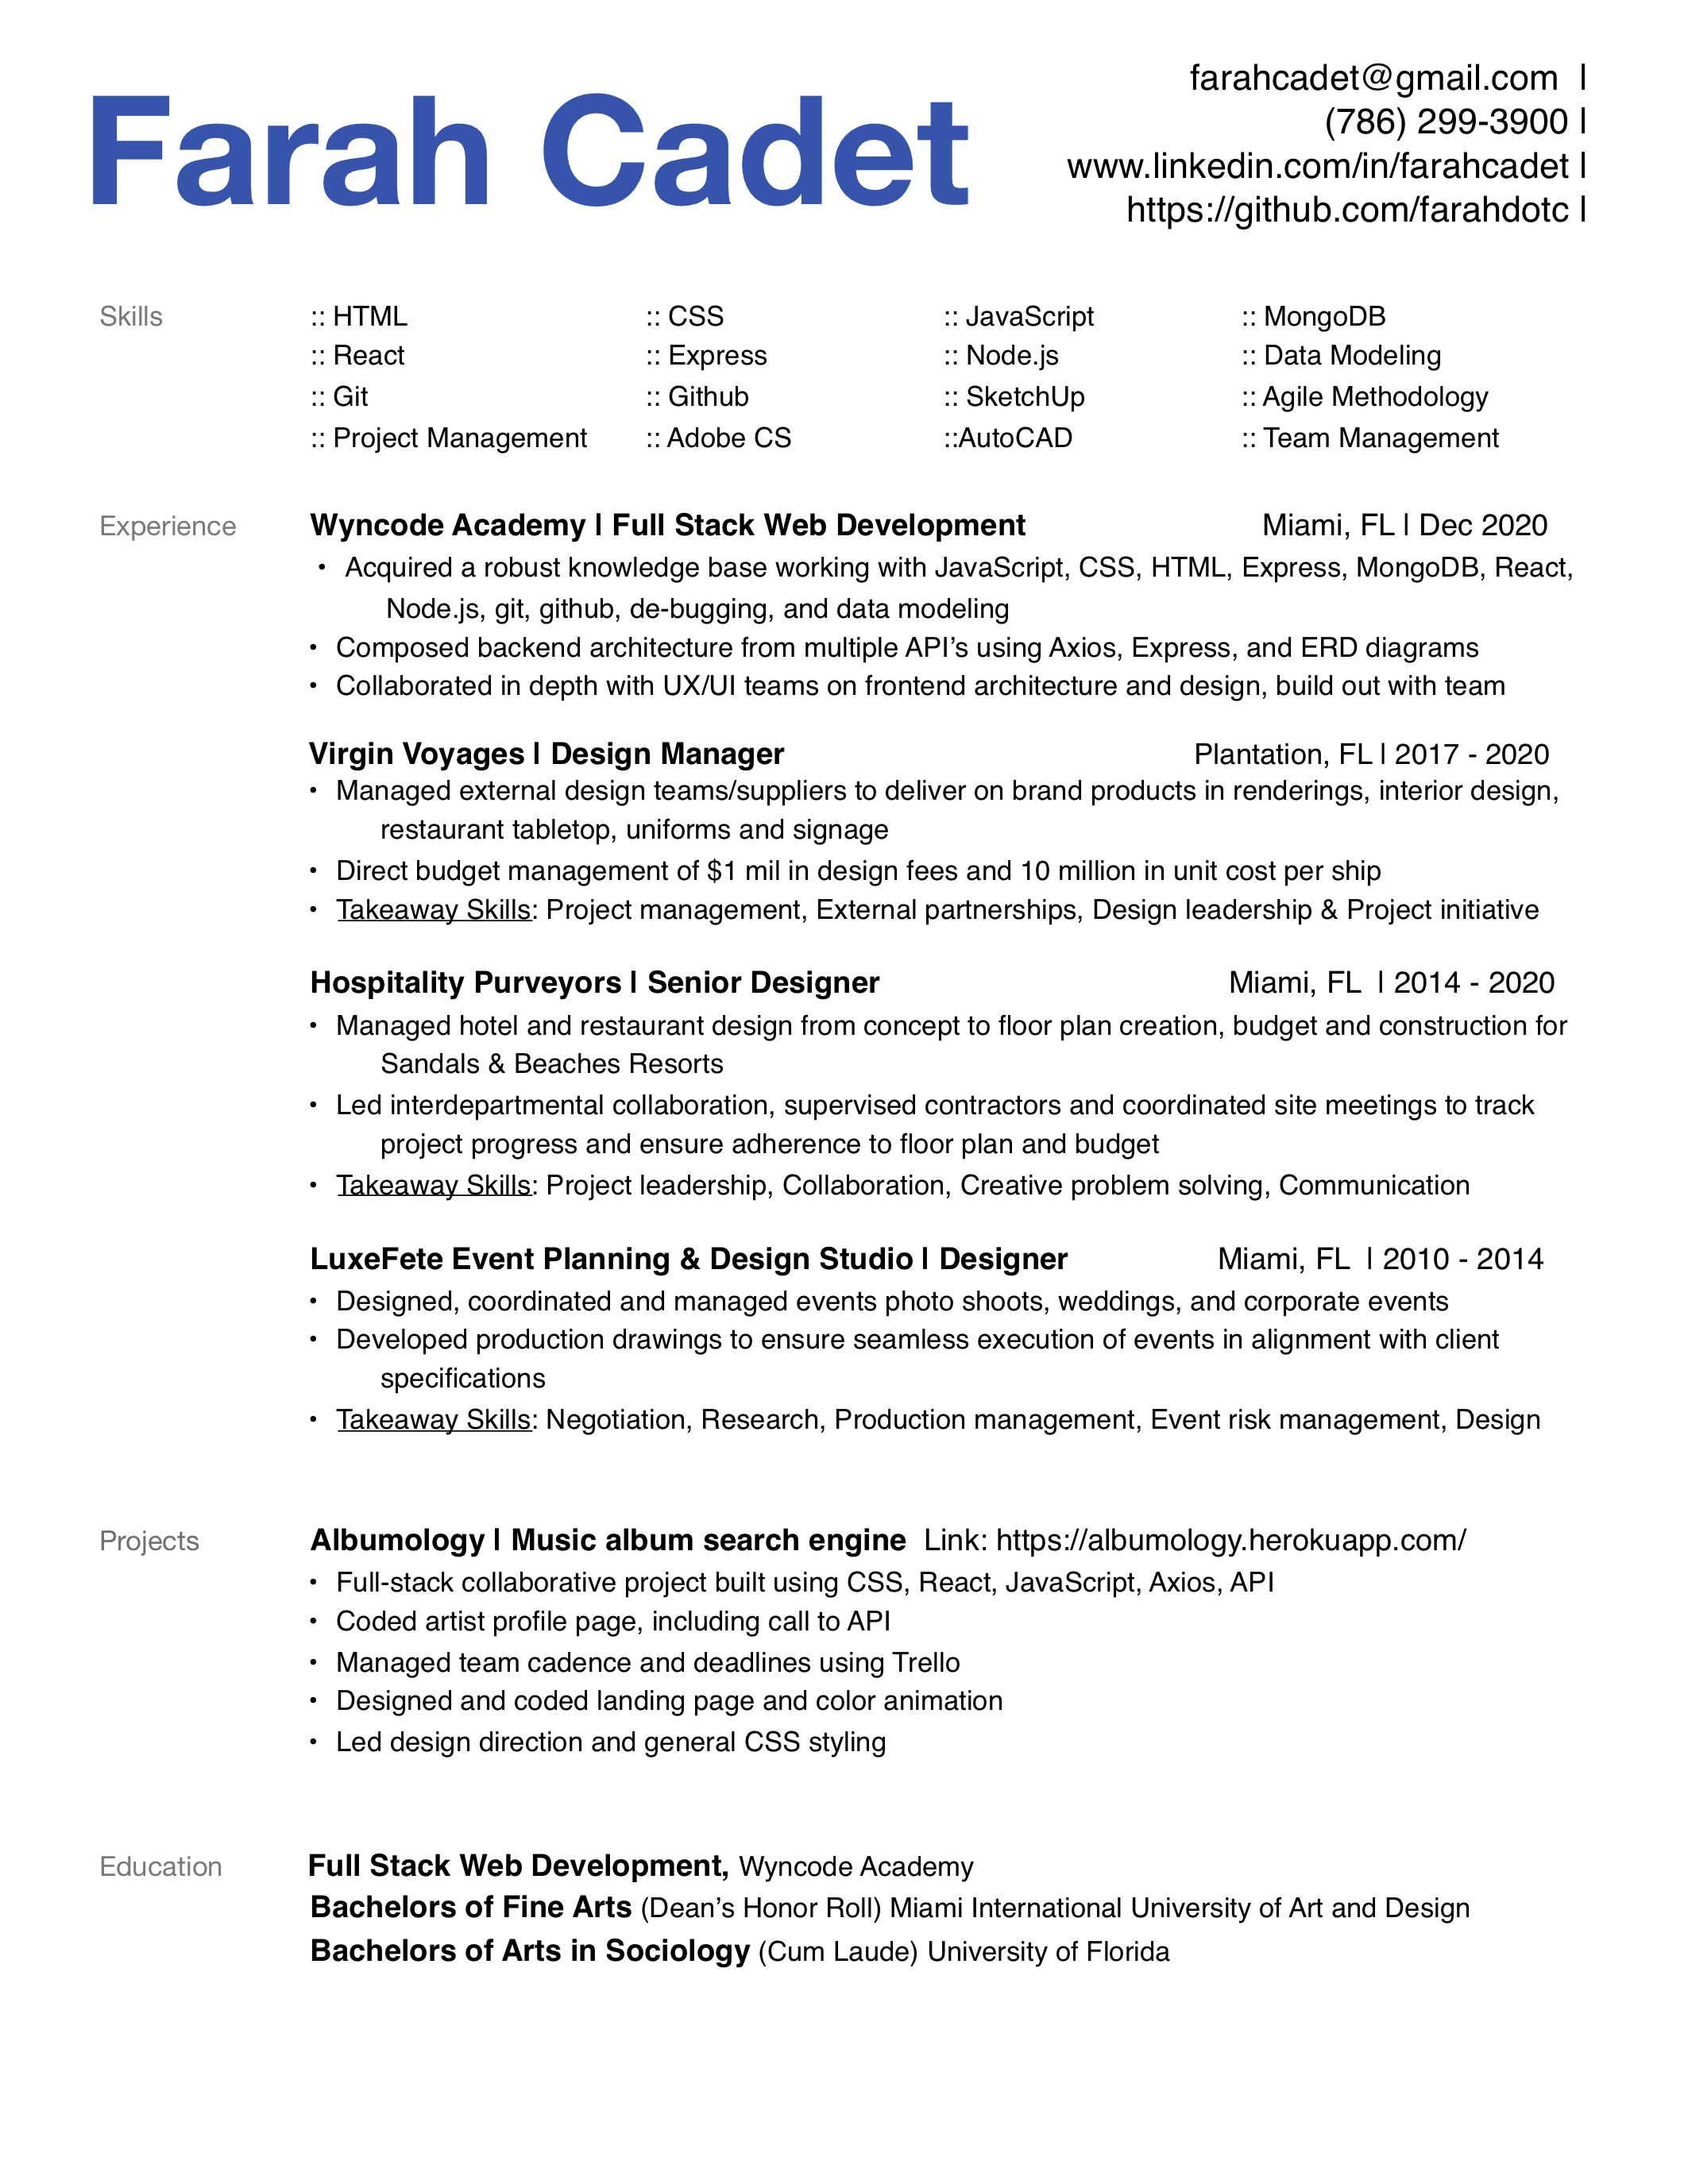 Farah Cadet
farahcadet@gmail.com |
(786) 299-3900 |
www.linkedin.com/in/farahcadet |
https://github.com/farahdotc |
Skills :: HTML :: CSS :: JavaScript :: MongoDB
:: React :: Express :: Node.js :: Data Modeling
:: Git :: Github :: SketchUp :: Agile Methodology
:: Project Management :: Adobe CS ::AutoCAD :: Team Management
Experience Wyncode Academy | Full Stack Web Development Miami, FL | Dec 2020
• Acquired a robust knowledge base working with JavaScript, CSS, HTML, Express, MongoDB, React,
Node.js, git, github, de-bugging, and data modeling
• Composed backend architecture from multiple API’s using Axios, Express, and ERD diagrams
• Collaborated in depth with UX/UI teams on frontend architecture and design, build out with team
Virgin Voyages | Design Manager Plantation, FL | 2017 - 2020
• Managed external design teams/suppliers to deliver on brand products in renderings, interior design,
restaurant tabletop, uniforms and signage
• Direct budget management of $1 mil in design fees and 10 million in unit cost per ship
• Takeaway Skills: Project management, External partnerships, Design leadership & Project initiative
Hospitality Purveyors | Senior Designer Miami, FL | 2014 - 2020
• Managed hotel and restaurant design from concept to floor plan creation, budget and construction for
Sandals & Beaches Resorts
• Led interdepartmental collaboration, supervised contractors and coordinated site meetings to track
project progress and ensure adherence to floor plan and budget
• Takeaway Skills: Project leadership, Collaboration, Creative problem solving, Communication
LuxeFete Event Planning & Design Studio | Designer Miami, FL | 2010 - 2014
• Designed, coordinated and managed events photo shoots, weddings, and corporate events
• Developed production drawings to ensure seamless execution of events in alignment with client
specifications
• Takeaway Skills: Negotiation, Research, Production management, Event risk management, Design
Projects Albumology | Music album search engine Link: https://albumology.herokuapp.com/
• Full-stack collaborative project built using CSS, React, JavaScript, Axios, API
• Coded artist profile page, including call to API
• Managed team cadence and deadlines using Trello
• Designed and coded landing page and color animation
• Led design direction and general CSS styling
Education Full Stack Web Development, Wyncode Academy
Bachelors of Fine Arts (Dean’s Honor Roll) Miami International University of Art and Design
Bachelors of Arts in Sociology (Cum Laude) University of Florida